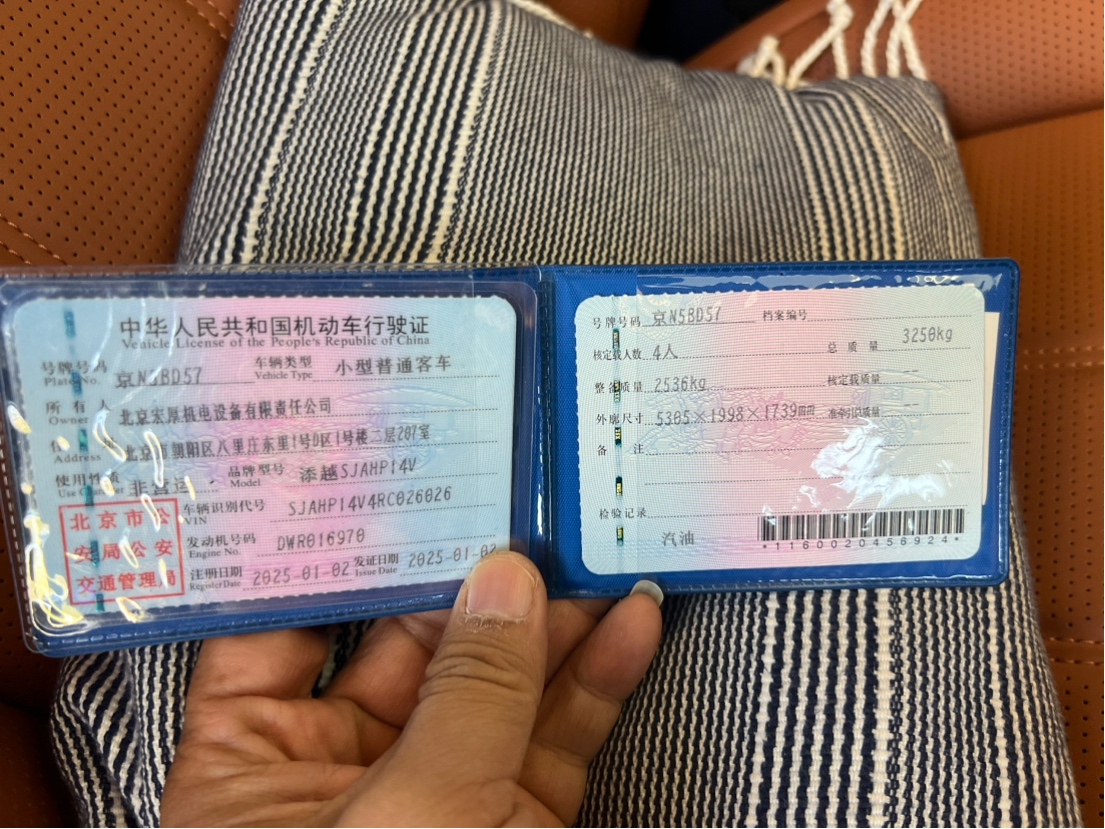 中华人民共和国机动车行驶证
Vehicle License of the People's Republic of China
号牌号码 京N5BD57 车辆类型 小型普通客车
Plate No. Vehicle Type
所有人 北京宏厚机电设备有限责任公司
Owner
住 北京市朝阳区八里庄东里1号D区1号楼二层207室
Address
使用性质 非营运 品牌型号 添越SJAHP14V
Use Character Model
车辆识别代号 SJAHP14V4RC026026
VIN
发动机号码 DWR016970
Engine No.
注册日期 2025-01-02 发证日期 2025-01-02
Register Date Issue Date
北京市公
安局公安
交通管理局
号牌号码 京N5BD57 档案编号
核定载人数 4人 总质量 3250kg
整备质量 2536kg 核定载质量 --
外廓尺寸 5305×1998×1739mm 准牵引总质量 --
备注
检验记录
汽油
*1160020456924*